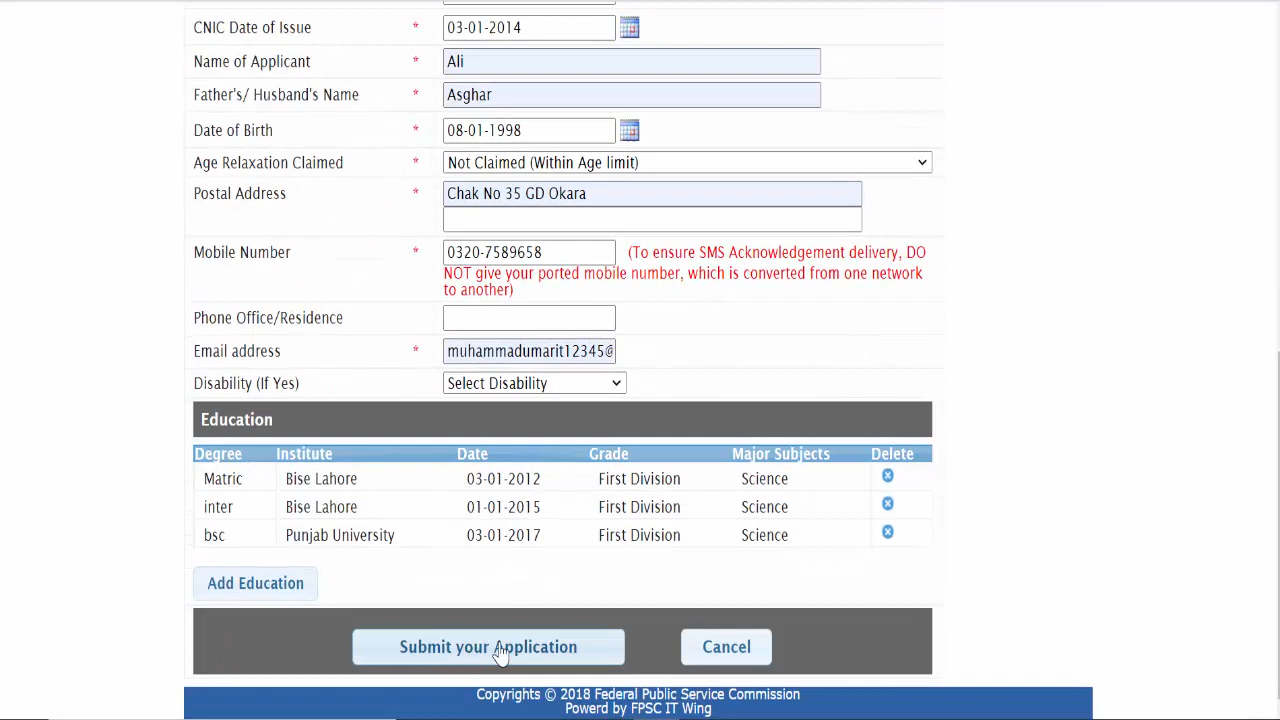 CNIC Date of Issue * 03-01-2014
Name of Applicant * Ali
Father's/ Husband's Name * Asghar
Date of Birth * 08-01-1998
Age Relaxation Claimed * Not Claimed (Within Age limit)
Postal Address * Chak No 35 GD Okara
Mobile Number * 0320-7589658 (To ensure SMS Acknowledgement delivery, DO
NOT give your ported mobile number, which is converted from one network
to another)
Phone Office/Residence
Email address * muhammadumarit12345@
Disability (If Yes) Select Disability
Education
Degree Institute Date Grade Major Subjects Delete
Matric Bise Lahore 03-01-2012 First Division Science
inter Bise Lahore 01-01-2015 First Division Science
bsc Punjab University 03-01-2017 First Division Science
Add Education
Submit your Application Cancel
Copyrights © 2018 Federal Public Service Commission
Powerd by FPSC IT Wing